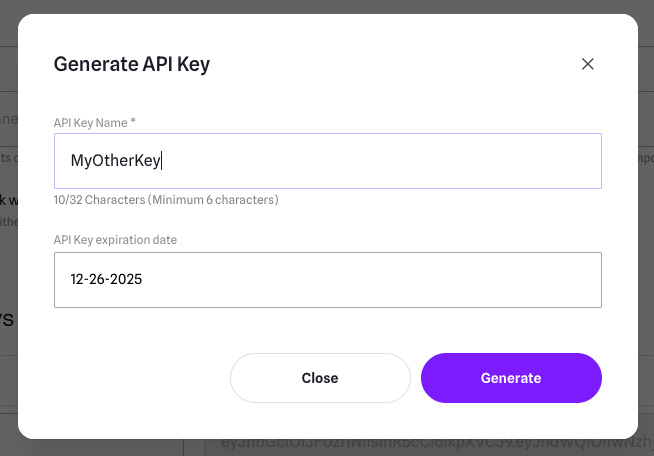 Generate API Key
API Key Name *
MyOtherKey
10/32 Characters (Minimum 6 characters)
API Key expiration date
12-26-2025
Close
Generate